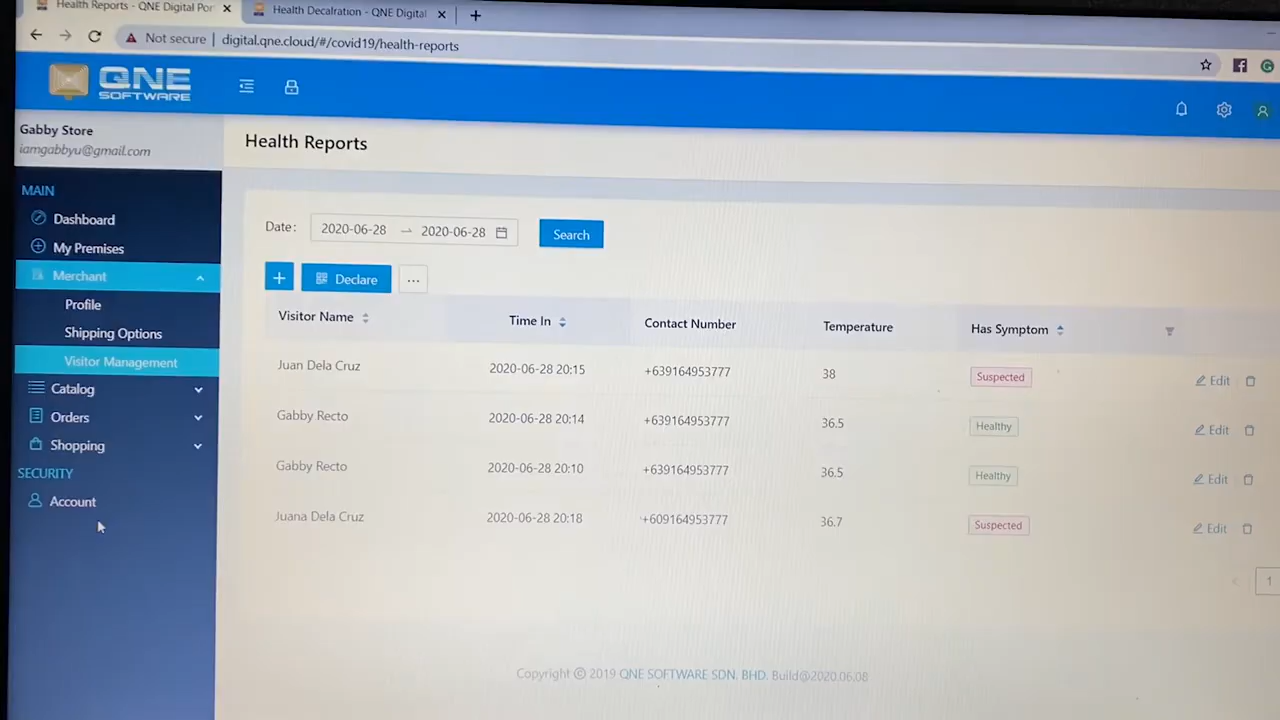 Health Reports - QNE Digital Por
Health Decalration - QNE Digital
Not secure | digital.qne.cloud/#/covid19/health-reports
QNE
SOFTWARE
Gabby Store
iamgabbyu@gmail.com
Health Reports
MAIN
Dashboard
My Premises
Merchant
Profile
Shipping Options
Visitor Management
Catalog
Orders
Shopping
SECURITY
Account
Date: 2020-06-28 → 2020-06-28 Search
+ Declare ...
Visitor Name Time In Contact Number Temperature Has Symptom
Juan Dela Cruz 2020-06-28 20:15 +639164953777 38 Suspected Edit
Gabby Recto 2020-06-28 20:14 +639164953777 36.5 Healthy Edit
Gabby Recto 2020-06-28 20:10 +639164953777 36.5 Healthy Edit
Juana Dela Cruz 2020-06-28 20:18 +609164953777 36.7 Suspected Edit
< 1
Copyright © 2019 QNE SOFTWARE SDN. BHD. Build@2020.06.08